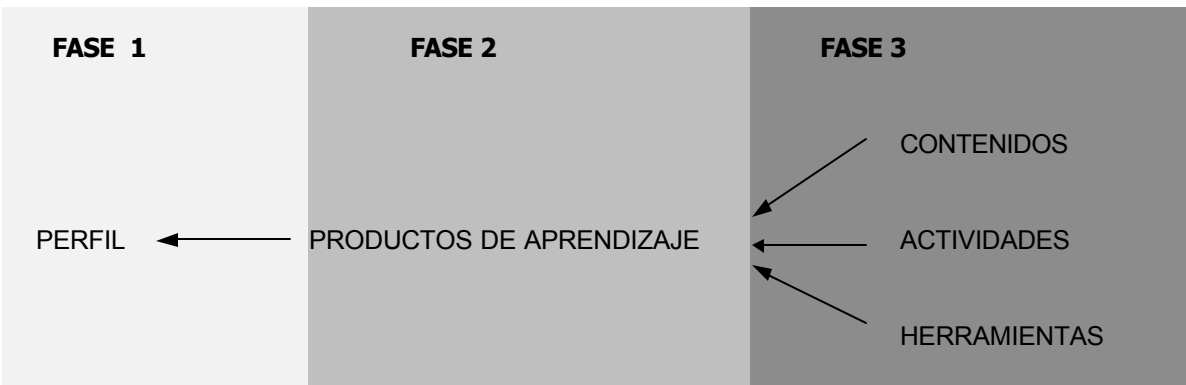 FASE 1
FASE 2
FASE 3
CONTENIDOS
PERFIL
PRODUCTOS DE APRENDIZAJE
ACTIVIDADES
HERRAMIENTAS